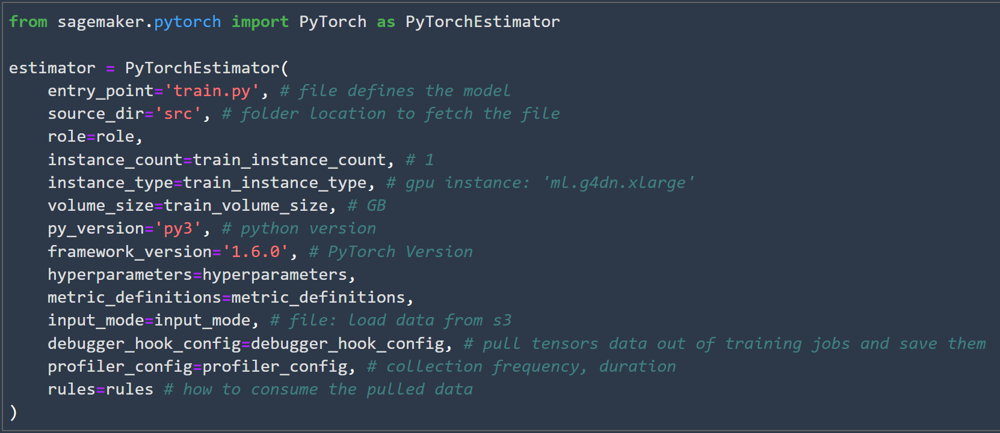 from sagemaker.pytorch import PyTorch as PyTorchEstimator

estimator = PyTorchEstimator(
    entry_point='train.py', # file defines the model
    source_dir='src', # folder location to fetch the file
    role=role,
    instance_count=train_instance_count, # 1
    instance_type=train_instance_type, # gpu instance: 'ml.g4dn.xlarge'
    volume_size=train_volume_size, # GB
    py_version='py3', # python version
    framework_version='1.6.0', # PyTorch Version
    hyperparameters=hyperparameters,
    metric_definitions=metric_definitions,
    input_mode=input_mode, # file: load data from s3
    debugger_hook_config=debugger_hook_config, # pull tensors data out of training jobs and save them
    profiler_config=profiler_config, # collection frequency, duration
    rules=rules # how to consume the pulled data
)